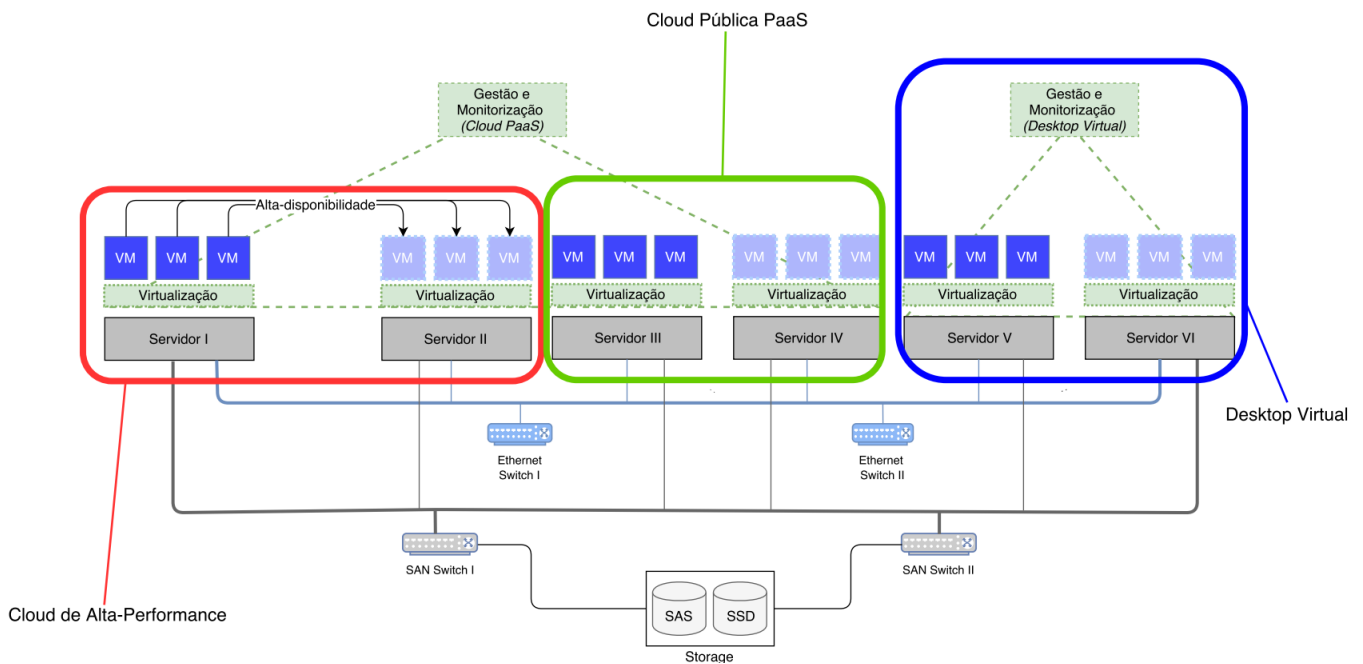 Cloud Pública PaaS
Gestão e
Monitorização
(Cloud PaaS)
Gestão e
Monitorização
(Desktop Virtual)
Alta-disponibilidade
VM VM VM VM VM VM VM VM VM VM VM VM VM VM VM VM VM VM
Virtualização Virtualização Virtualização Virtualização Virtualização Virtualização
Servidor I Servidor II Servidor III Servidor IV Servidor V Servidor VI
Desktop Virtual
Ethernet
Switch I
Ethernet
Switch II
SAN Switch I
SAN Switch II
Cloud de Alta-Performance
SAS SSD
Storage